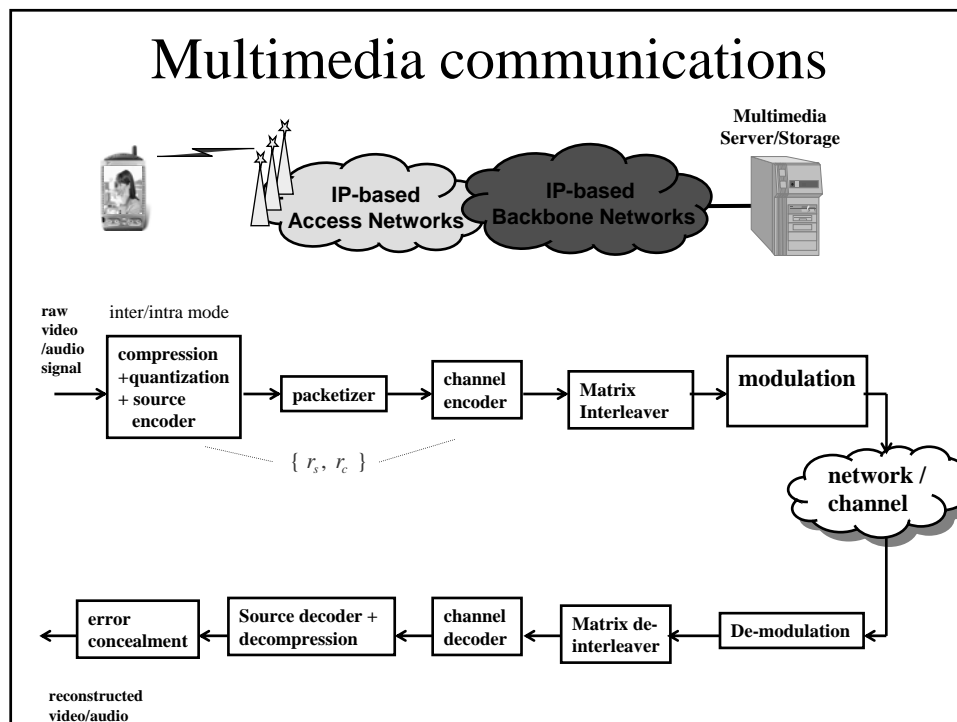 Multimedia communications
Multimedia
Server/Storage
IP-based
Access Networks
IP-based
Backbone Networks
raw
video
/audio
signal
inter/intra mode
compression
+quantization
+ source
encoder
packetizer
channel
encoder
Matrix
Interleaver
modulation
{ rs , rc }
network /
channel
error
concealment
Source decoder +
decompression
channel
decoder
Matrix de-
interleaver
De-modulation
reconstructed
video/audio